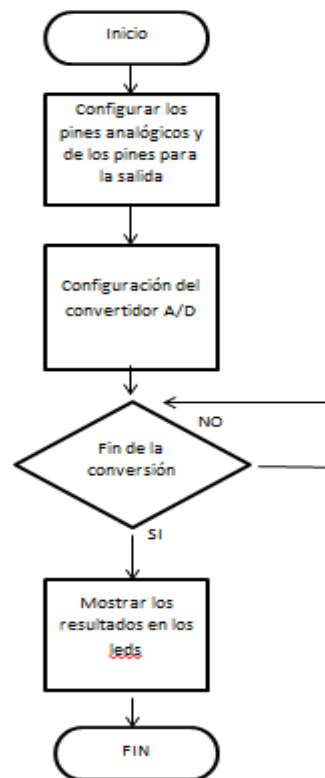 Inicio
Configurar los
pines analógicos y
de los pines para
la salida
Configuración del
convertidor A/D
NO
Fin de la
conversión
SI
Mostrar los
resultados en los
leds
FIN